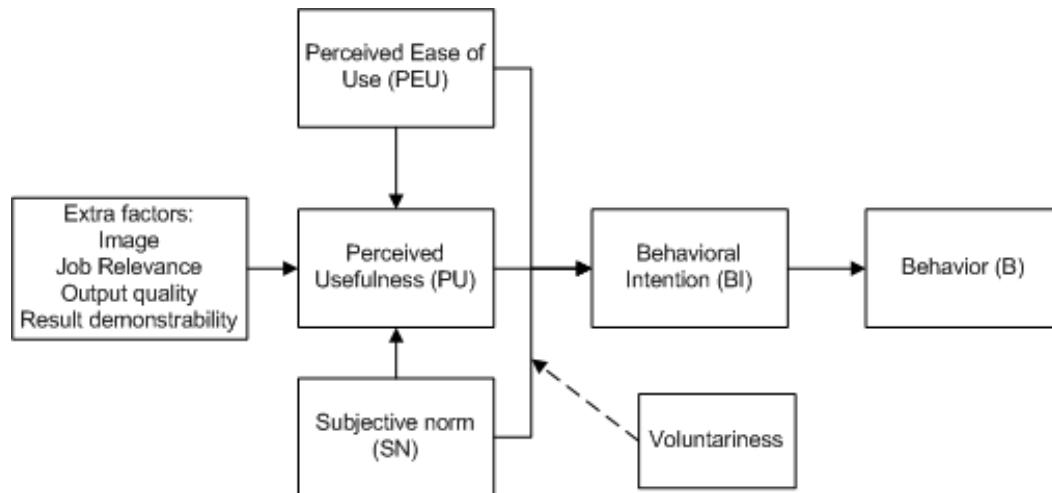 Perceived Ease of
Use (PEU)
Extra factors:
Image
Job Relevance
Output quality
Result demonstrability
Perceived
Usefulness (PU)
Behavioral
Intention (BI)
Behavior (B)
Subjective norm
(SN)
Voluntariness